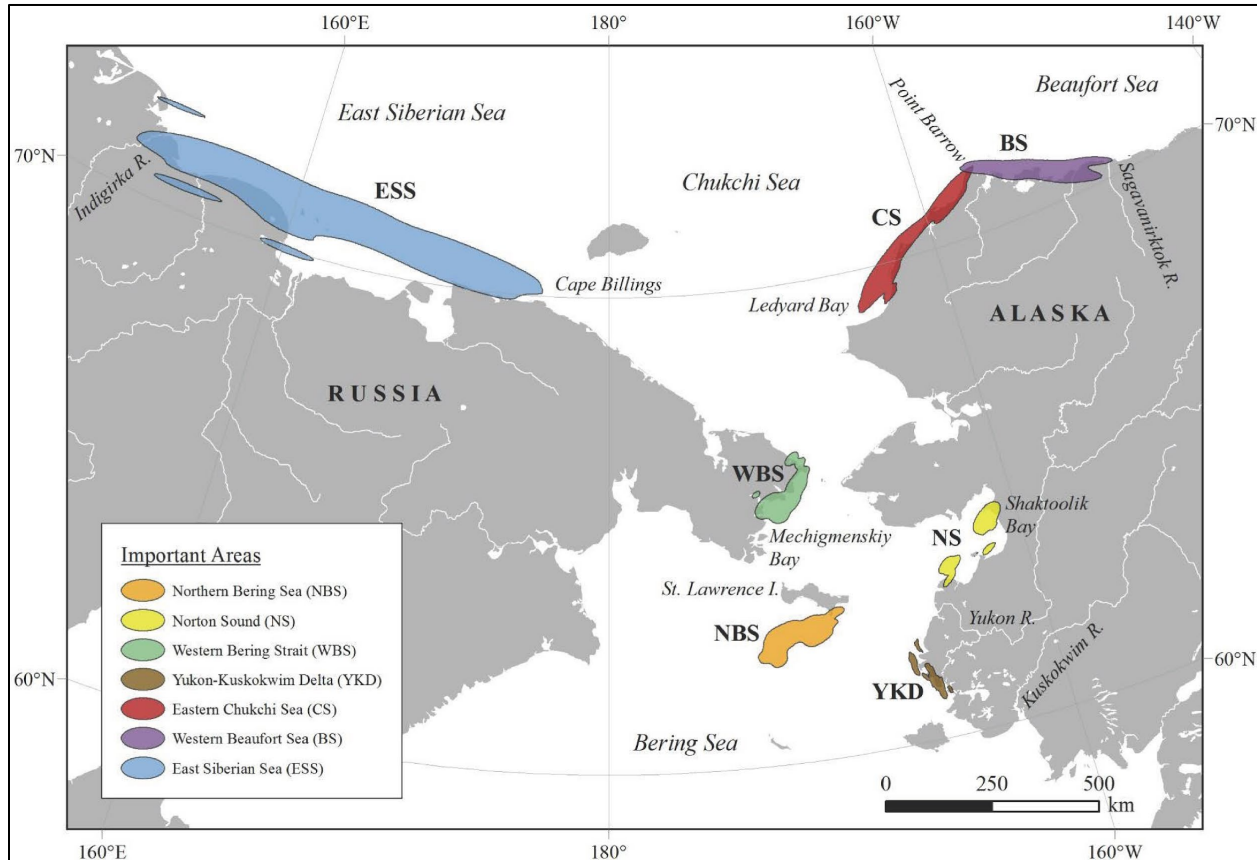 160°E
180°
160°W
140°W
Beaufort Sea
East Siberian Sea
Point Barrow
BS
70°N
70°N
Indigirka R.
ESS
Chukchi Sea
CS
Sagavanirktok R.
Cape Billings
Ledyard Bay
ALASKA
RUSSIA
WBS
Shaktoolik
Bay
NS
Mechigmenskiy
Bay
St. Lawrence I.
Yukon R.
NBS
Kuskokwim R.
60°N
60°N
YKD
Bering Sea
Important Areas
Northern Bering Sea (NBS)
Norton Sound (NS)
Western Bering Strait (WBS)
Yukon-Kuskokwim Delta (YKD)
Eastern Chukchi Sea (CS)
Western Beaufort Sea (BS)
East Siberian Sea (ESS)
0 250 500
km
160°E
180°
160°W